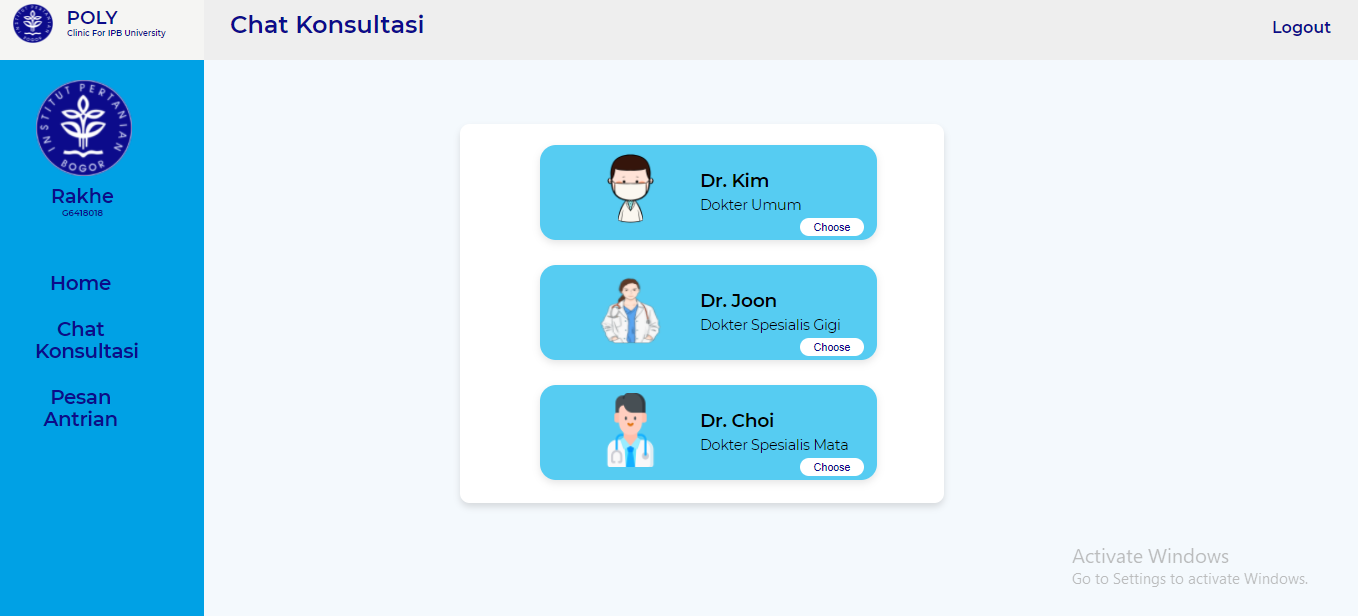 POLY
Clinic For IPB University
Chat Konsultasi
Logout
INSTITUT PERTANIAN
BOGOR
Rakhe
G6418018
Home
Chat
Konsultasi
Pesan
Antrian
Dr. Kim
Dokter Umum
Choose
Dr. Joon
Dokter Spesialis Gigi
Choose
Dr. Choi
Dokter Spesialis Mata
Choose
Activate Windows
Go to Settings to activate Windows.